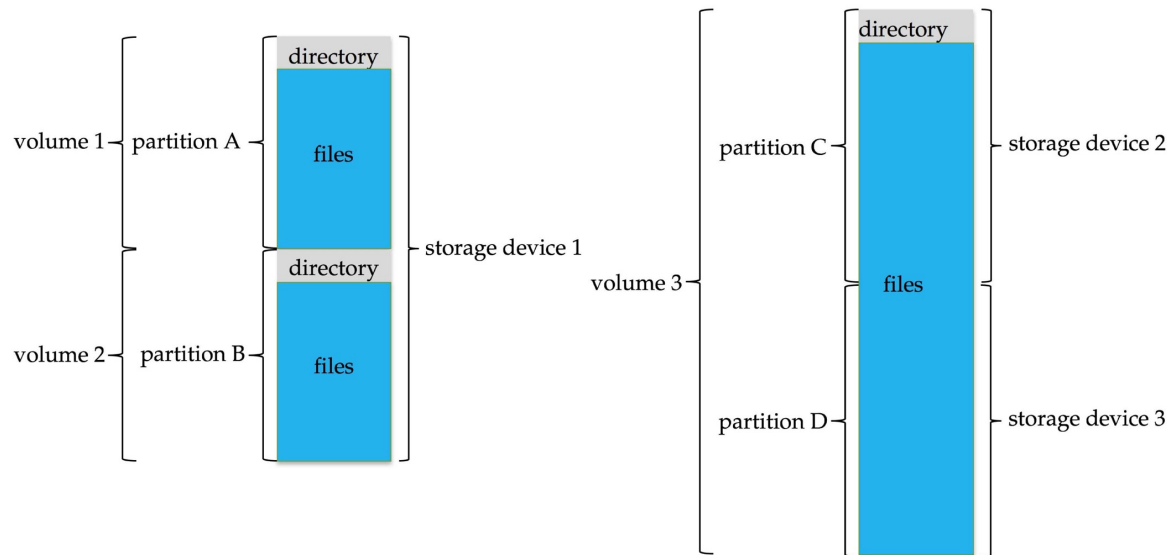 directory
volume 1
partition A
files
storage device 1
directory
volume 2
partition B
files
directory
partition C
storage device 2
volume 3
files
partition D
storage device 3